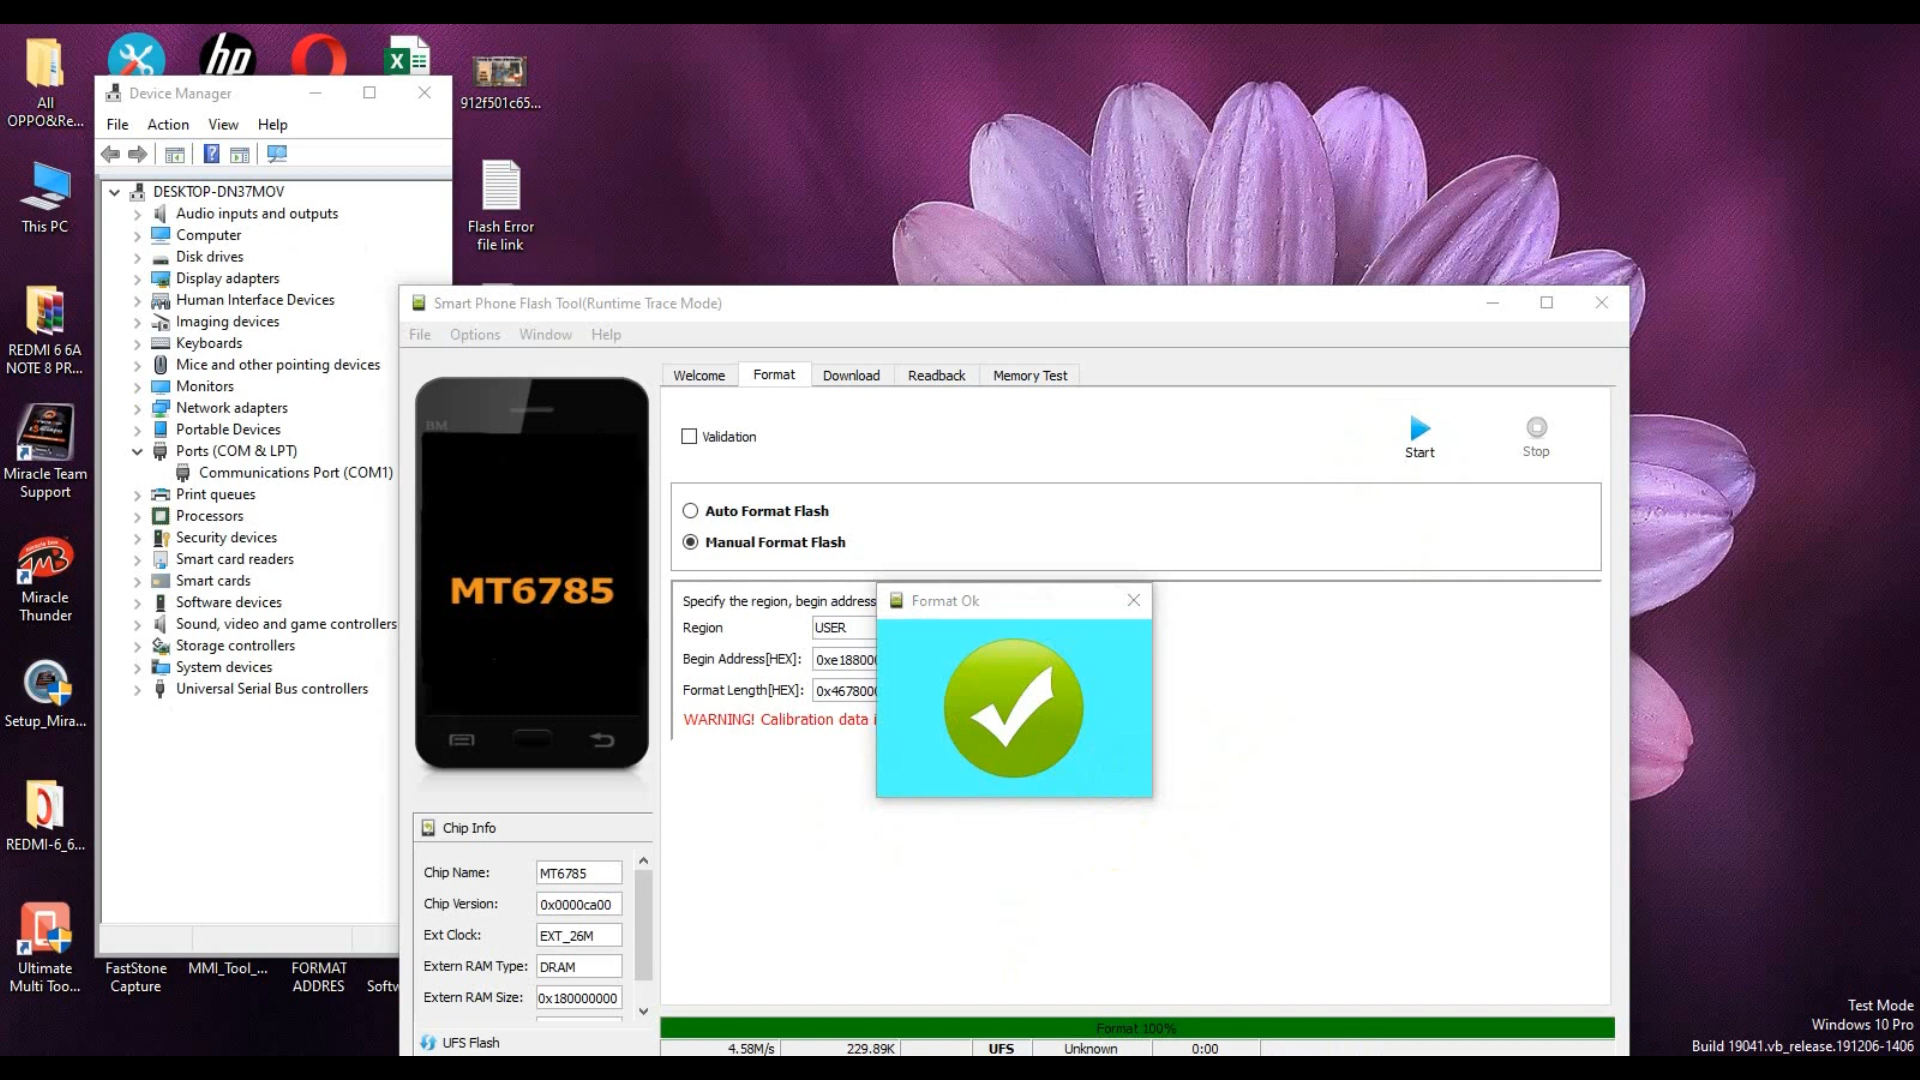 All
OPPO&Re...
This PC
REDMI 6 6A
NOTE 8 PR...
Miracle Team
Support
Miracle
Thunder
Setup_Mira...
REDMI-6_6...
Ultimate
Multi Too...
hp
912f501c65...
Flash Error
file link
FastStone
Capture
MMI_Tool_...
FORMAT
ADDRES
Softw
Device Manager
File Action View Help
DESKTOP-DN37MOV
Audio inputs and outputs
Computer
Disk drives
Display adapters
Human Interface Devices
Imaging devices
Keyboards
Mice and other pointing devices
Monitors
Network adapters
Portable Devices
Ports (COM & LPT)
Communications Port (COM1)
Print queues
Processors
Security devices
Smart card readers
Smart cards
Software devices
Sound, video and game controllers
Storage controllers
System devices
Universal Serial Bus controllers
Smart Phone Flash Tool(Runtime Trace Mode)
File Options Window Help
Welcome Format Download Readback Memory Test
BM
MT6785
Validation
Start
Stop
Auto Format Flash
Manual Format Flash
Specify the region, begin address
Region USER
Begin Address[HEX]: 0xe18800
Format Length[HEX]: 0x467800
WARNING! Calibration data i
Format Ok
Chip Info
Chip Name: MT6785
Chip Version: 0x0000ca00
Ext Clock: EXT_26M
Extern RAM Type: DRAM
Extern RAM Size: 0x180000000
UFS Flash
Format 100%
4.58M/s 229.89K UFS Unknown 0:00
Test Mode
Windows 10 Pro
Build 19041.vb_release.191206-1406